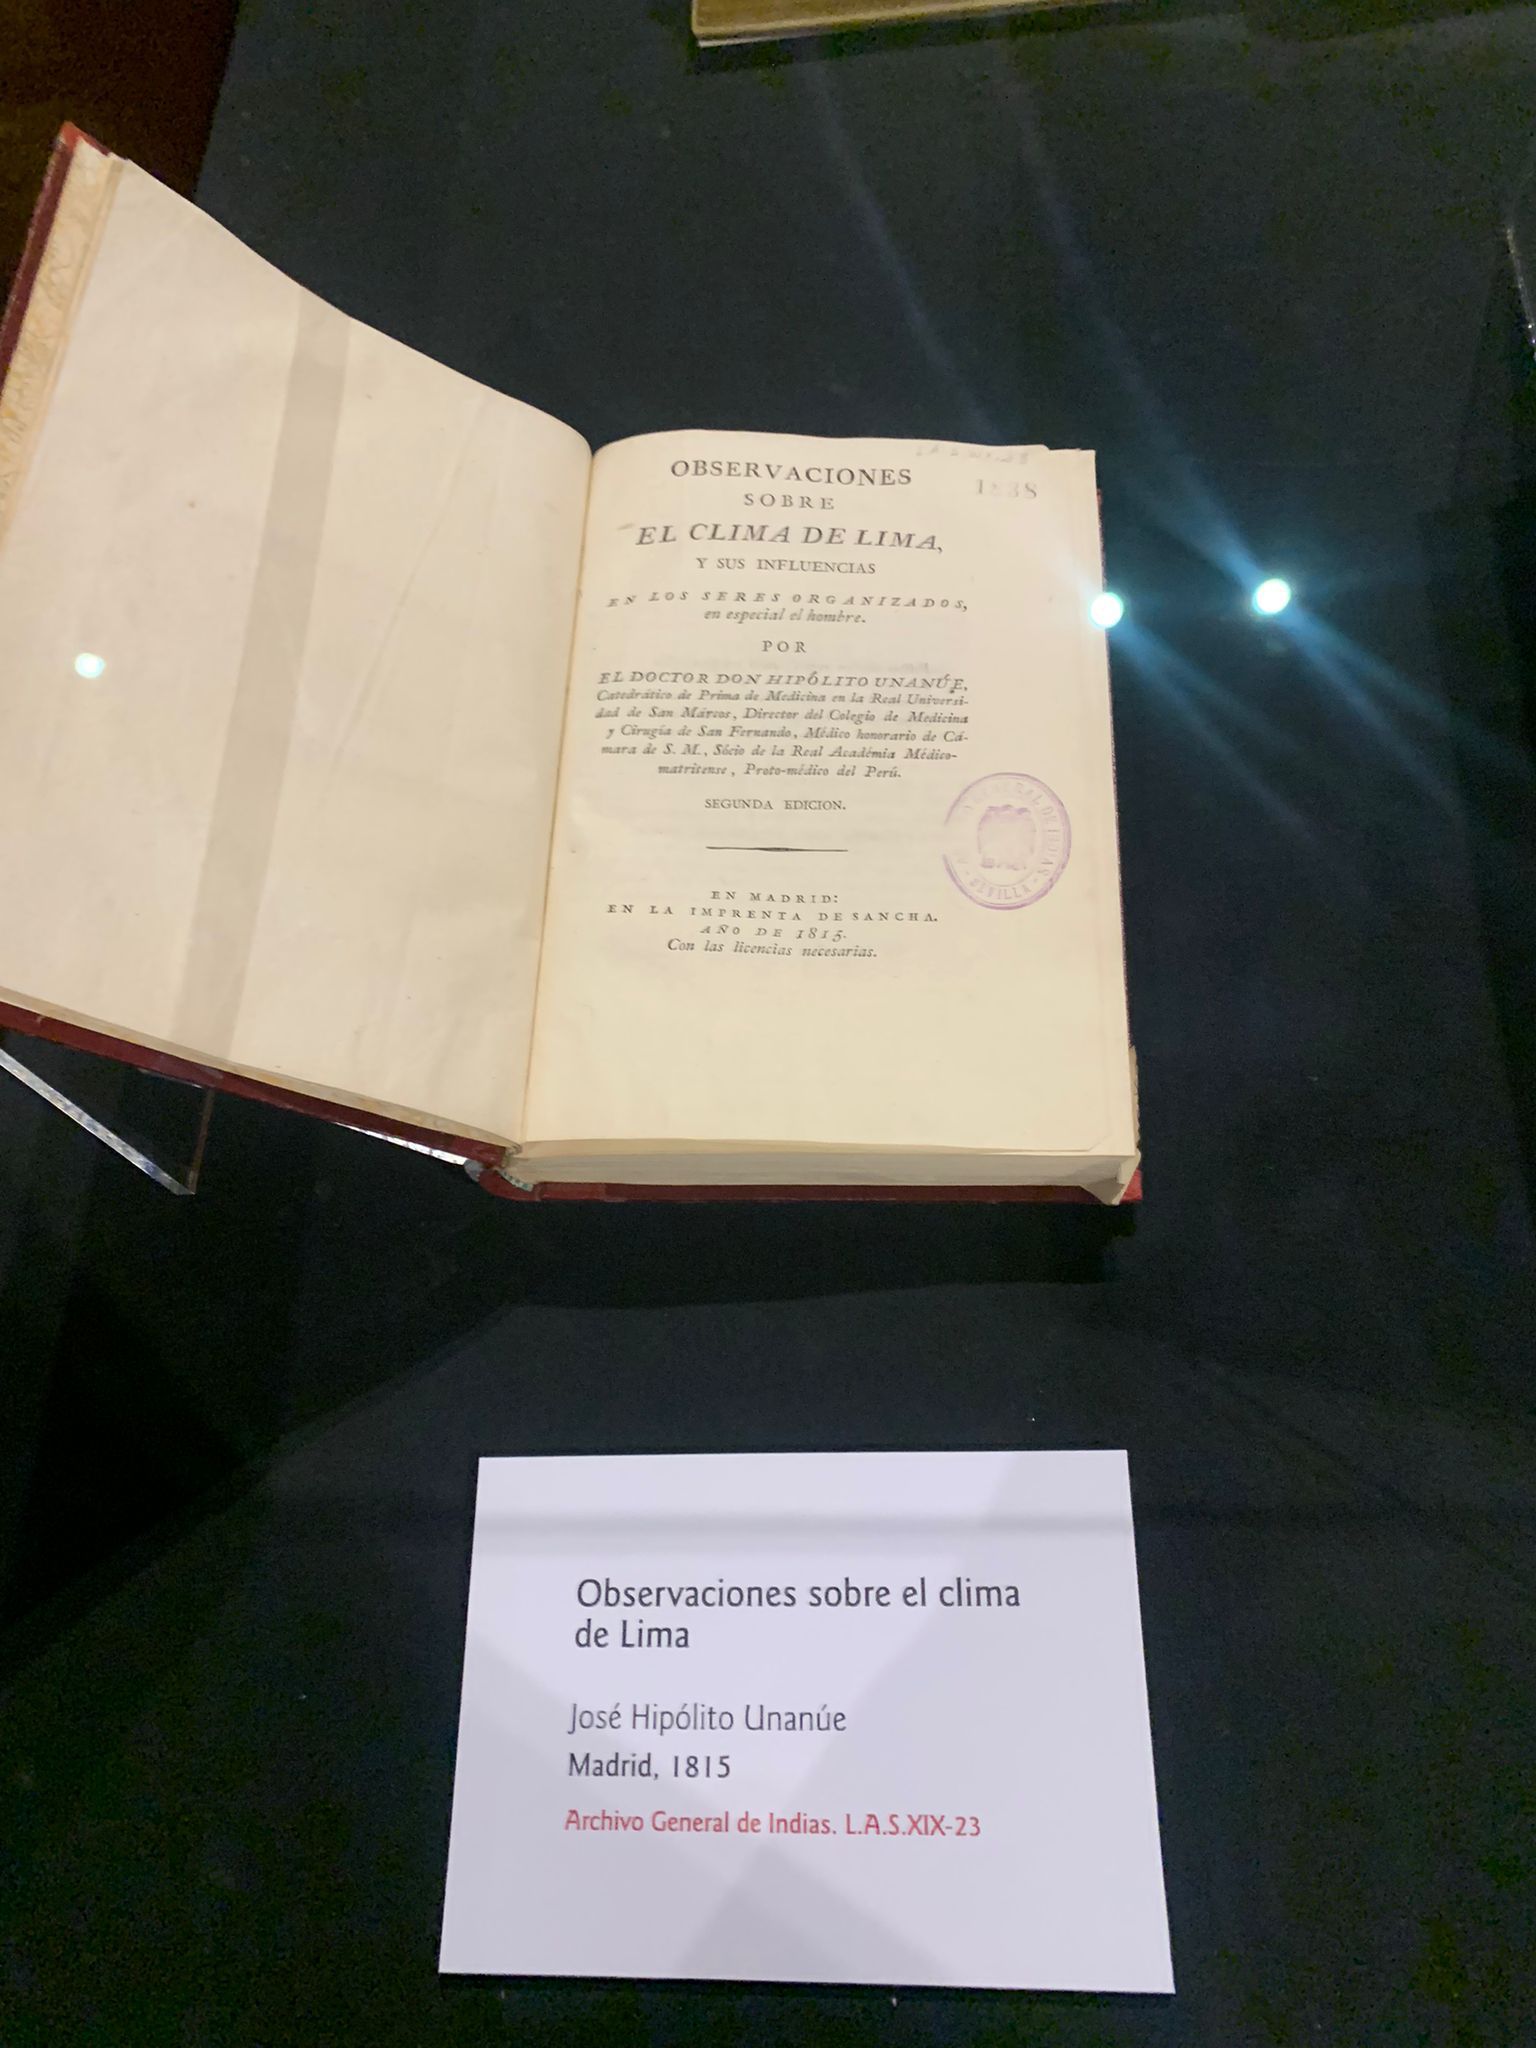 OBSERVACIONES
SOBRE
EL CLIMA DE LIMA,
Y SUS INFLUENCIAS
EN LOS SERES ORGANIZADOS,
en especial el hombre.
POR
EL DOCTOR DON HIPÓLITO UNANÚE,
Catedrático de Prima de Medicina en la Real Universi-
dad de San Márcos, Director del Colegio de Medicina
y Cirugía de San Fernando, Médico honorario de Cá-
mara de S. M., Sócio de la Real Académia Médico-
matritense, Proto-médico del Perú.
SEGUNDA EDICION.
EN MADRID:
EN LA IMPRENTA DE SANCHA.
AÑO DE 1815.
Con las licencias necesarias.
GENERAL DE INDIAS
SEVILLA
Observaciones sobre el clima
de Lima
José Hipólito Unanúe
Madrid, 1815
Archivo General de Indias. L.A.S.XIX-23